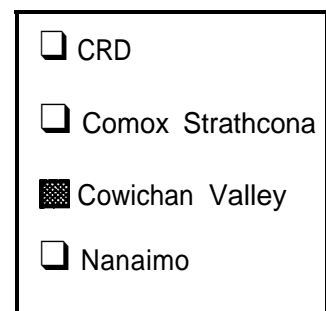 ❑ CRD
❑ Comox Strathcona
▩ Cowichan Valley
❑ Nanaimo